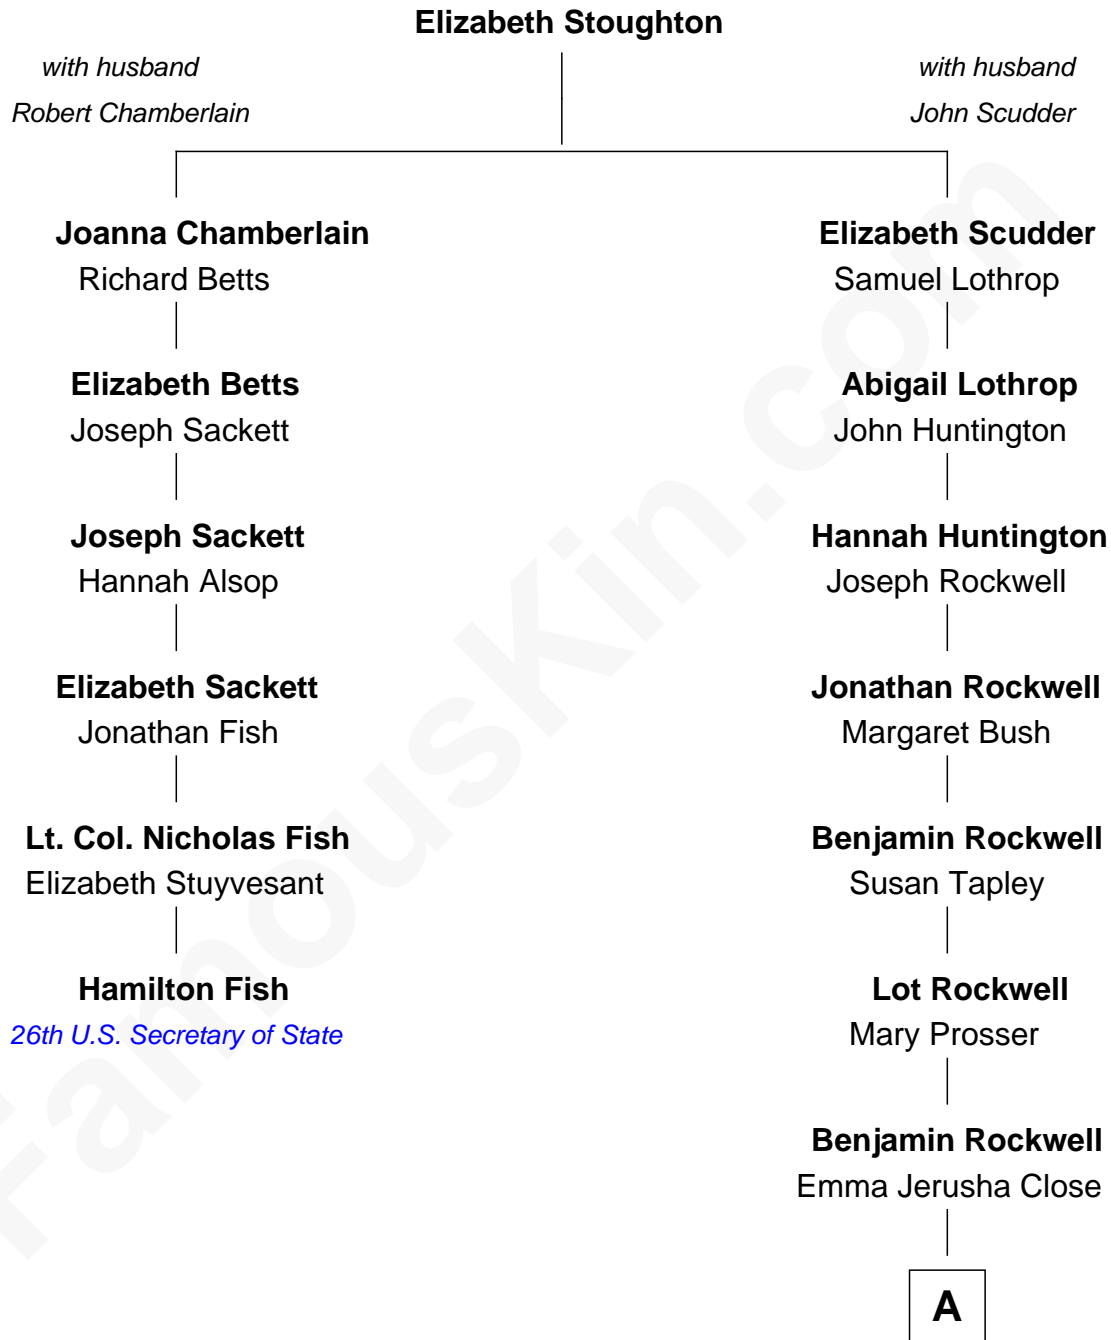 Elizabeth Stoughton
with husband
Robert Chamberlain
with husband
John Scudder
Joanna Chamberlain
Richard Betts
Elizabeth Scudder
Samuel Lothrop
Elizabeth Betts
Joseph Sackett
Abigail Lothrop
John Huntington
Joseph Sackett
Hannah Alsop
Hannah Huntington
Joseph Rockwell
Elizabeth Sackett
Jonathan Fish
Jonathan Rockwell
Margaret Bush
Lt. Col. Nicholas Fish
Elizabeth Stuyvesant
Benjamin Rockwell
Susan Tapley
Hamilton Fish
26th U.S. Secretary of State
Lot Rockwell
Mary Prosser
Benjamin Rockwell
Emma Jerusha Close
A
FamousKin.com